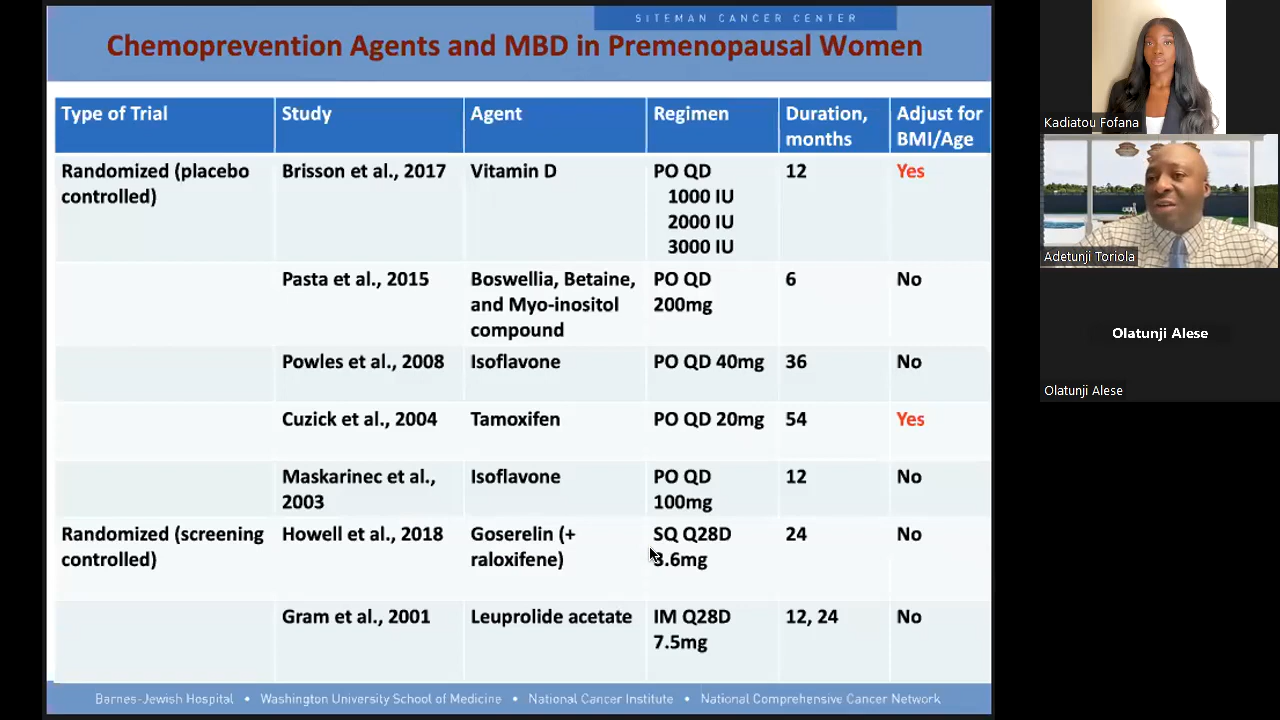 SITEMAN CANCER CENTER
Chemoprevention Agents and MBD in Premenopausal Women
Type of Trial
Study
Agent
Regimen
Duration,
months
Adjust for
BMI/Age
Randomized (placebo
controlled)
Brisson et al., 2017
Vitamin D
PO QD
1000 IU
2000 IU
3000 IU
12
Yes
Pasta et al., 2015
Boswellia, Betaine,
and Myo-inositol
compound
PO QD
200mg
6
No
Powles et al., 2008
Isoflavone
PO QD 40mg
36
No
Cuzick et al., 2004
Tamoxifen
PO QD 20mg
54
Yes
Maskarinec et al.,
2003
Isoflavone
PO QD
100mg
12
No
Randomized (screening
controlled)
Howell et al., 2018
Goserelin (+
raloxifene)
SQ Q28D
3.6mg
24
No
Gram et al., 2001
Leuprolide acetate
IM Q28D
7.5mg
12, 24
No
Barnes-Jewish Hospital • Washington University School of Medicine • National Cancer Institute • National Comprehensive Cancer Network
Kadiatou Fofana
Adetunji Toriola
Olatunji Alese
Olatunji Alese